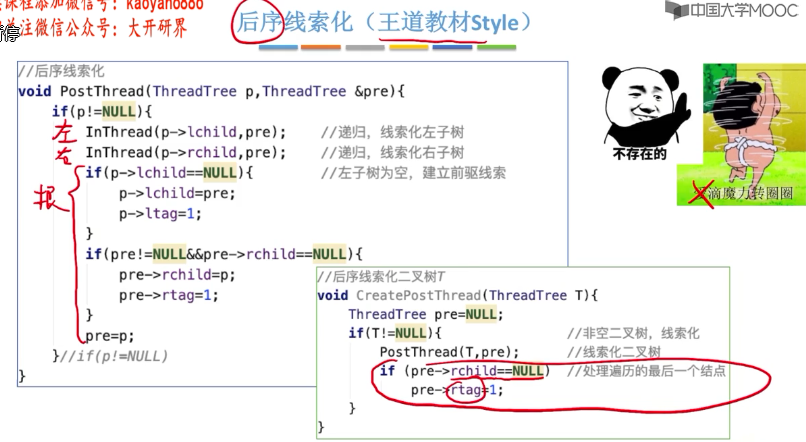 课程添加微信号：kaoyan0000
暂停
关注微信公众号：大开研界
后序线索化（王道教材Style）
中国大学MOOC
//后序线索化
void PostThread(ThreadTree p,ThreadTree &pre){
if(p!=NULL){
左 InThread(p->lchild,pre); //递归，线索化左子树
右 InThread(p->rchild,pre); //递归，线索化右子树
if(p->lchild==NULL){ //左子树为空，建立前驱线索
p->lchild=pre;
根
p->ltag=1;
}
if(pre!=NULL&&pre->rchild==NULL){
pre->rchild=p;
pre->rtag=1;
}
pre=p;
}//if(p!=NULL)
}
不存在的
滴魔力转圈圈
//后序线索化二叉树T
void CreatePostThread(ThreadTree T){
ThreadTree pre=NULL;
if(T!=NULL){ //非空二叉树，线索化
PostThread(T,pre); //线索化二叉树
if (pre->rchild==NULL) //处理遍历的最后一个结点
pre->rtag=1;
}
}